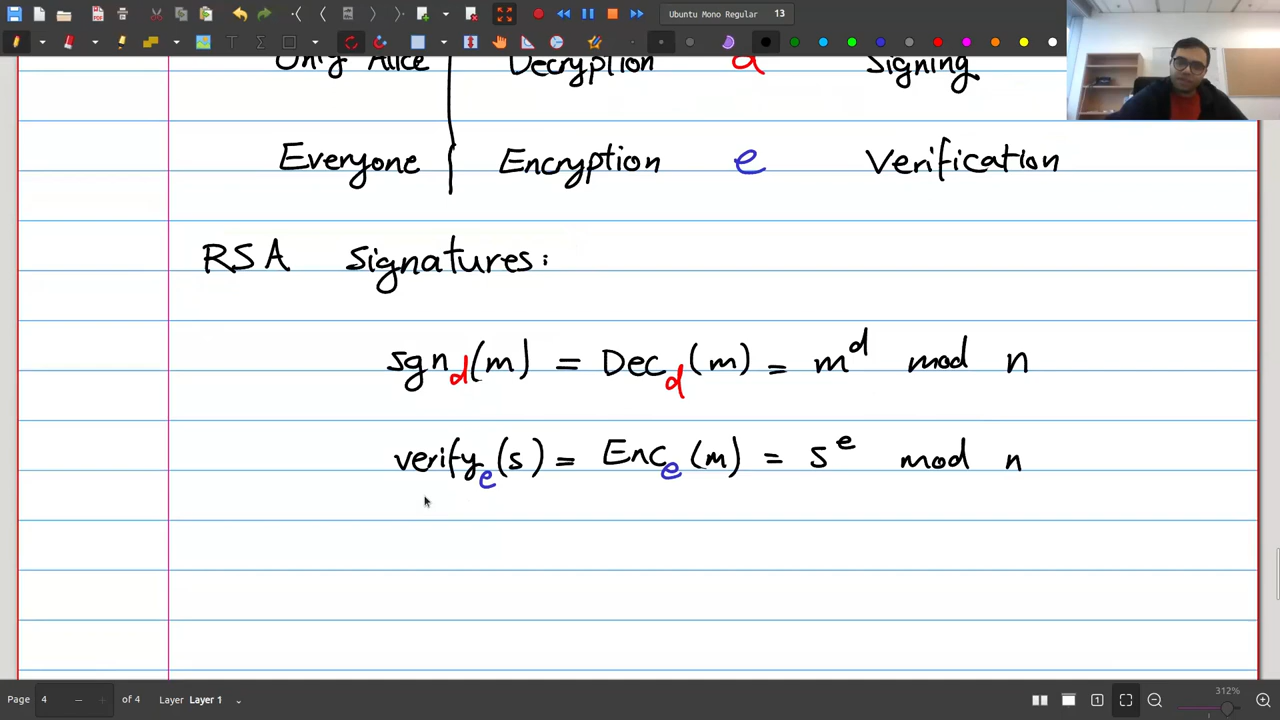 Ubuntu Mono Regular 13
Only Alice Decryption d Signing
Everyone Encryption e Verification
RSA Signatures:
sgn_d(m) = Dec_d(m) = m^d mod n
verify_e(s) = Enc_e(m) = s^e mod n
Page 4 of 4 Layer Layer 1 312%